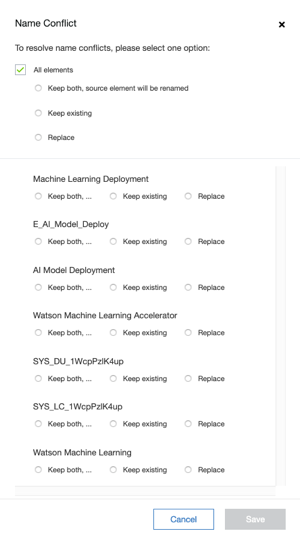 Name Conflict
To resolve name conflicts, please select one option:
All elements
Keep both, source element will be renamed
Keep existing
Replace
Machine Learning Deployment
Keep both, ... Keep existing Replace
E_AI_Model_Deploy
Keep both, ... Keep existing Replace
AI Model Deployment
Keep both, ... Keep existing Replace
Watson Machine Learning Accelerator
Keep both, ... Keep existing Replace
SYS_DU_1WcpPzlK4up
Keep both, ... Keep existing Replace
SYS_LC_1WcpPzlK4up
Keep both, ... Keep existing Replace
Watson Machine Learning
Keep both, ... Keep existing Replace
Cancel Save